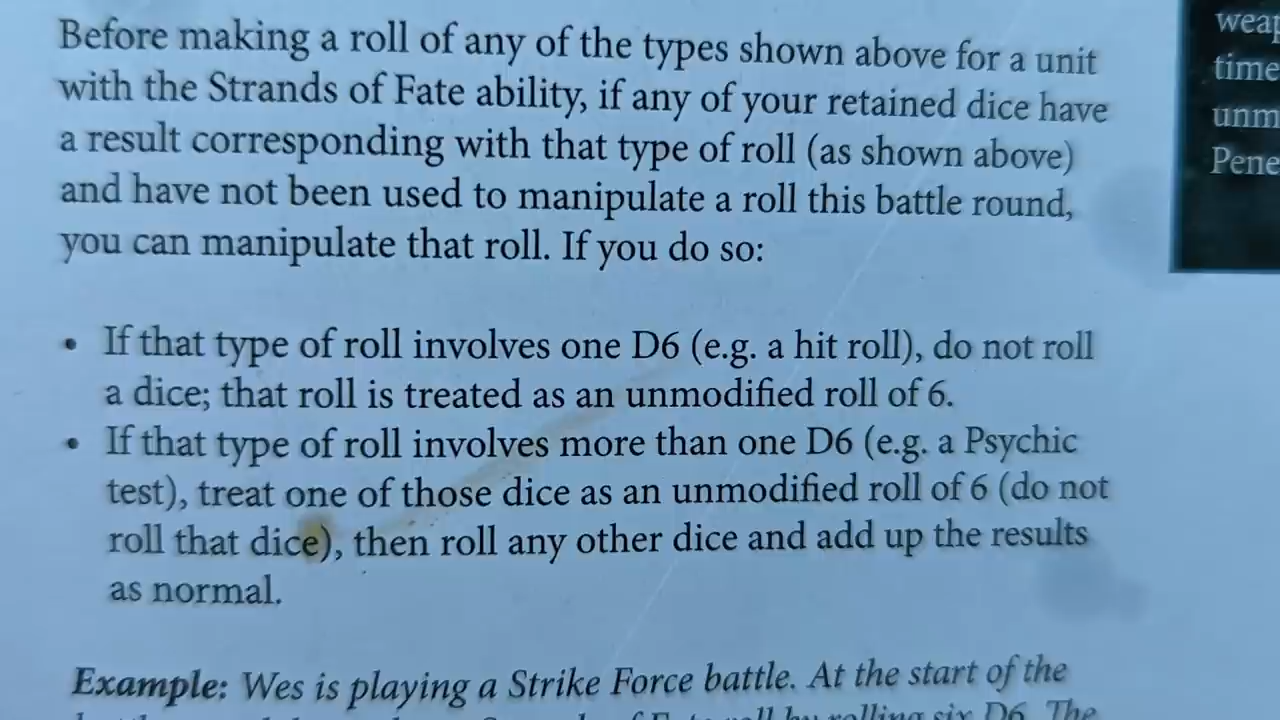 Before making a roll of any of the types shown above for a unit
with the Strands of Fate ability, if any of your retained dice have
a result corresponding with that type of roll (as shown above)
and have not been used to manipulate a roll this battle round,
you can manipulate that roll. If you do so:
• If that type of roll involves one D6 (e.g. a hit roll), do not roll
a dice; that roll is treated as an unmodified roll of 6.
• If that type of roll involves more than one D6 (e.g. a Psychic
test), treat one of those dice as an unmodified roll of 6 (do not
roll that dice), then roll any other dice and add up the results
as normal.
Example: Wes is playing a Strike Force battle. At the start of the
roll by rolling six D6. The
time